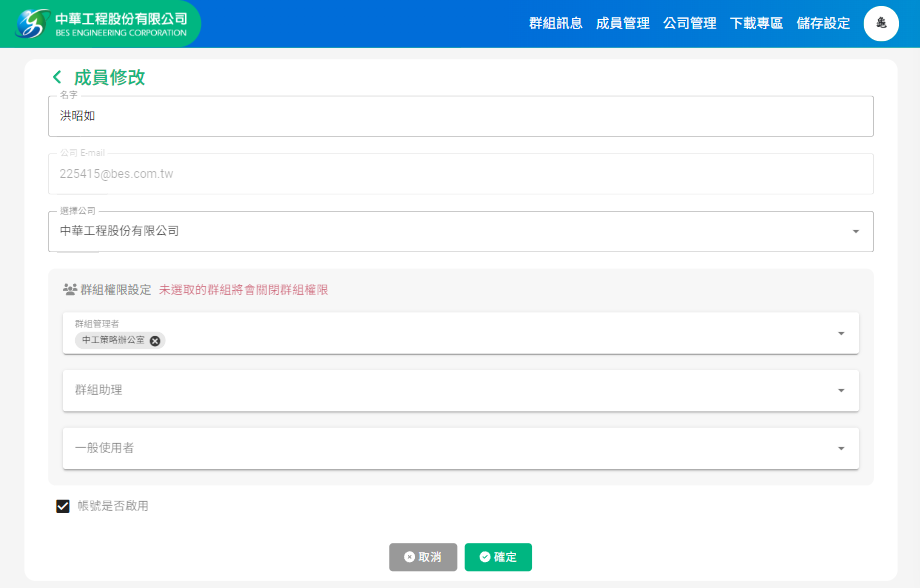 中華工程股份有限公司
BES ENGINEERING CORPORATION
群組訊息 成員管理 公司管理 下載專區 儲存設定
成員修改
名字
洪昭如
公司 E-mail
225415@bes.com.tw
選擇公司
中華工程股份有限公司
群組權限設定 未選取的群組將會關閉群組權限
群組管理者
中工策略辦公室
群組助理
一般使用者
帳號是否啟用
取消 確定